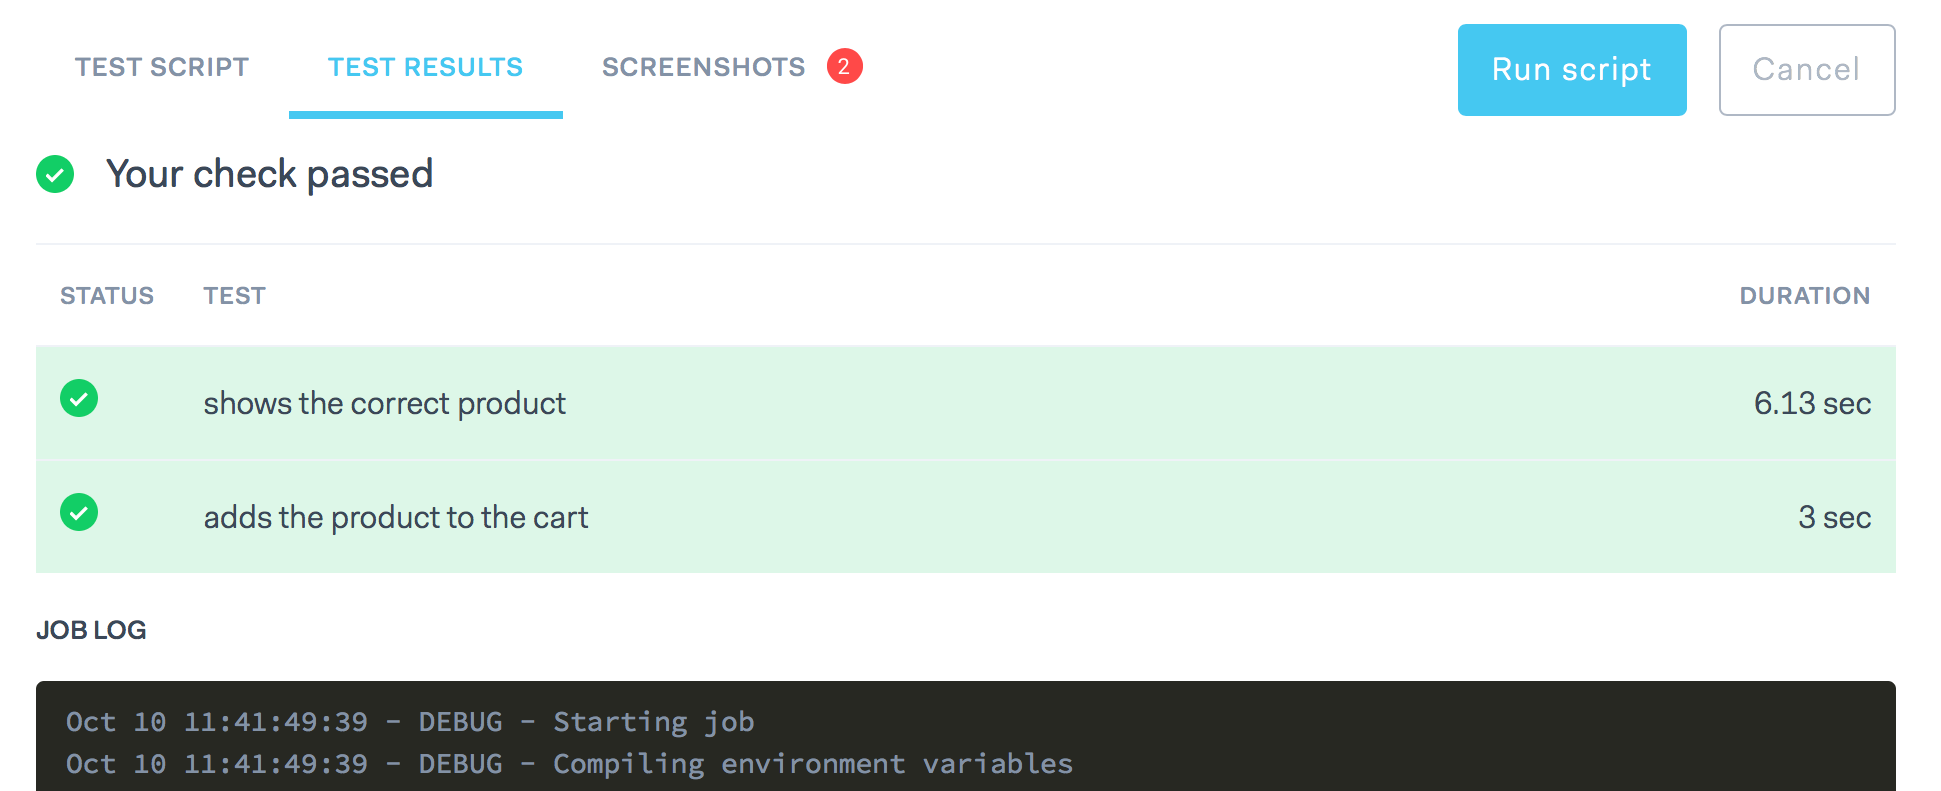 TEST SCRIPT TEST RESULTS SCREENSHOTS 2 Run script Cancel
Your check passed
STATUS TEST DURATION
shows the correct product 6.13 sec
adds the product to the cart 3 sec
JOB LOG
Oct 10 11:41:49:39 - DEBUG - Starting job
Oct 10 11:41:49:39 - DEBUG - Compiling environment variables